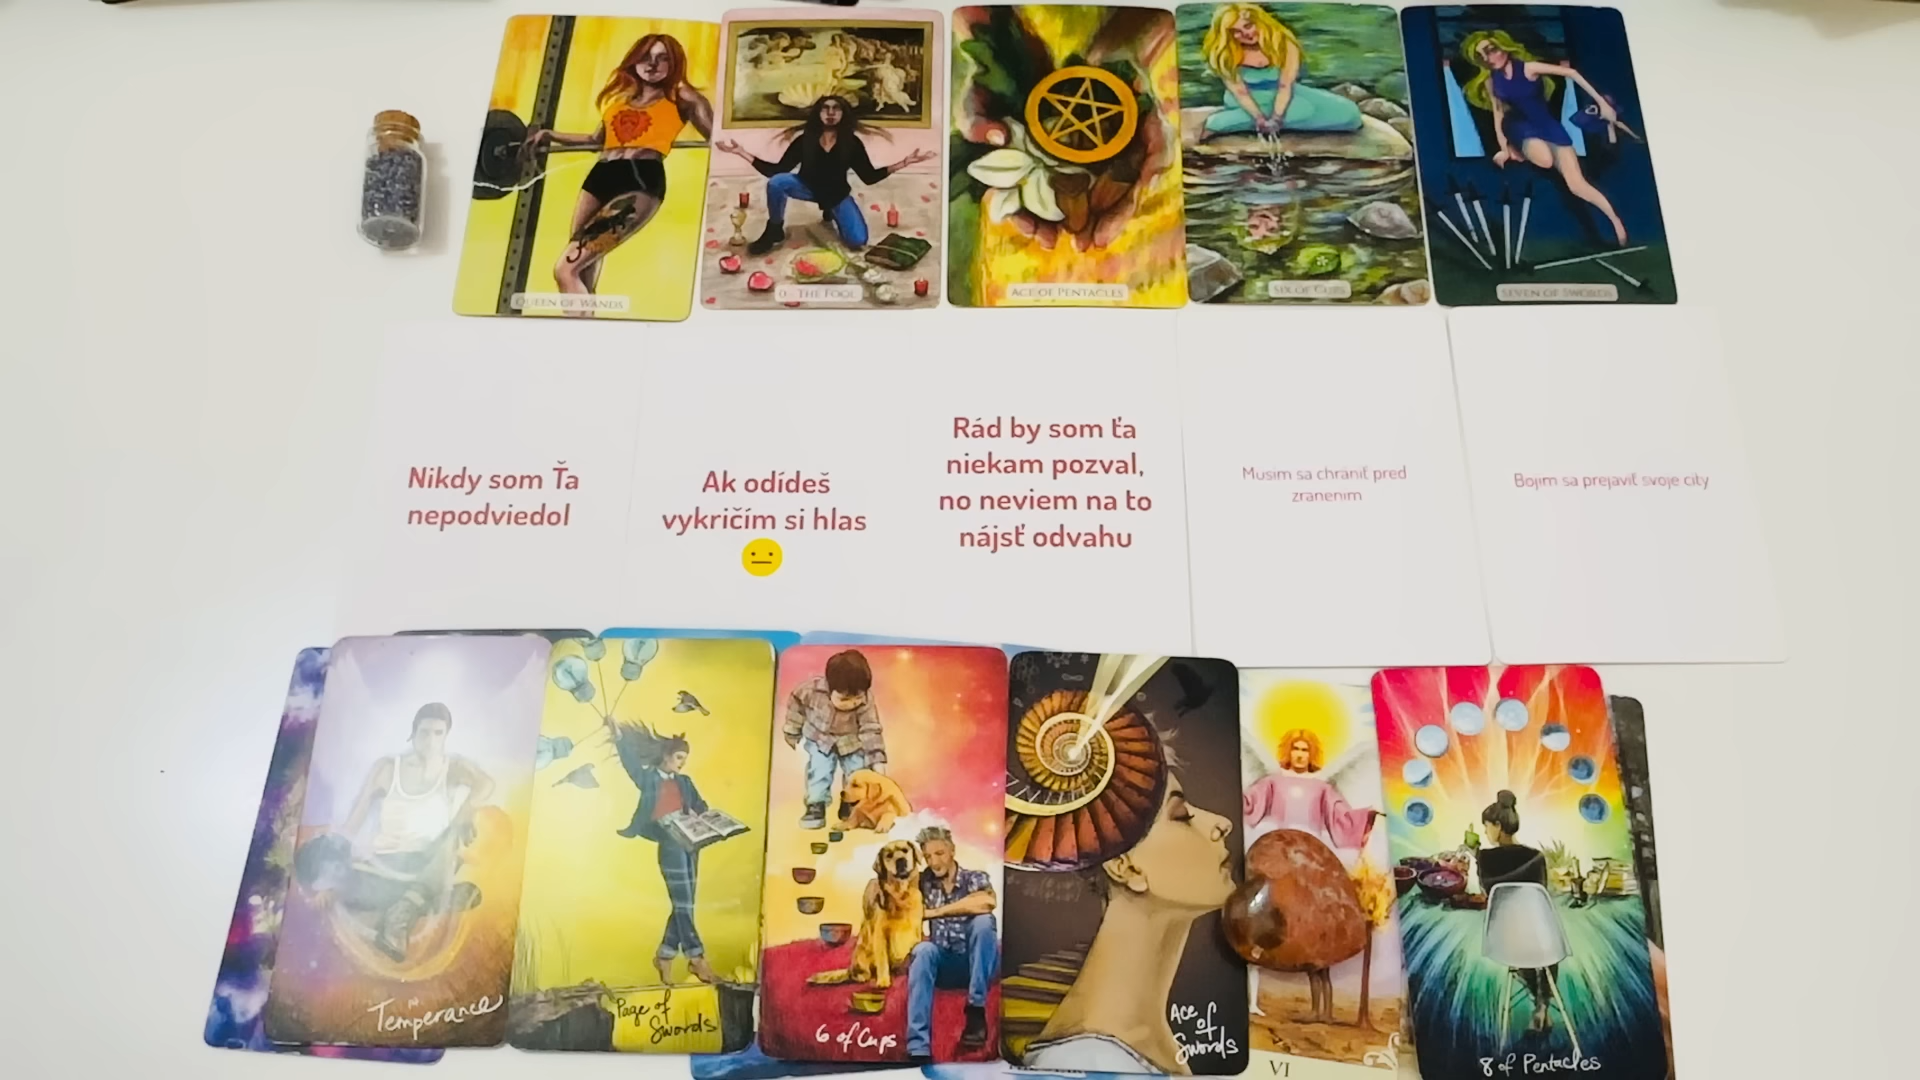 QUEEN OF WANDS
0 THE FOOL
ACE OF PENTACLES
SIX OF CUPS
SEVEN OF SWORDS
Nikdy som Ťa
nepodviedol
Ak odídeš
vykričím si hlas
Rád by som ťa
niekam pozval,
no neviem na to
nájsť odvahu
Musím sa chrániť pred
zranením
Bojím sa prejaviť svoje city
Temperance
Page of
Swords
6 of Cups
Ace
of
Swords
VI
8 of Pentacles